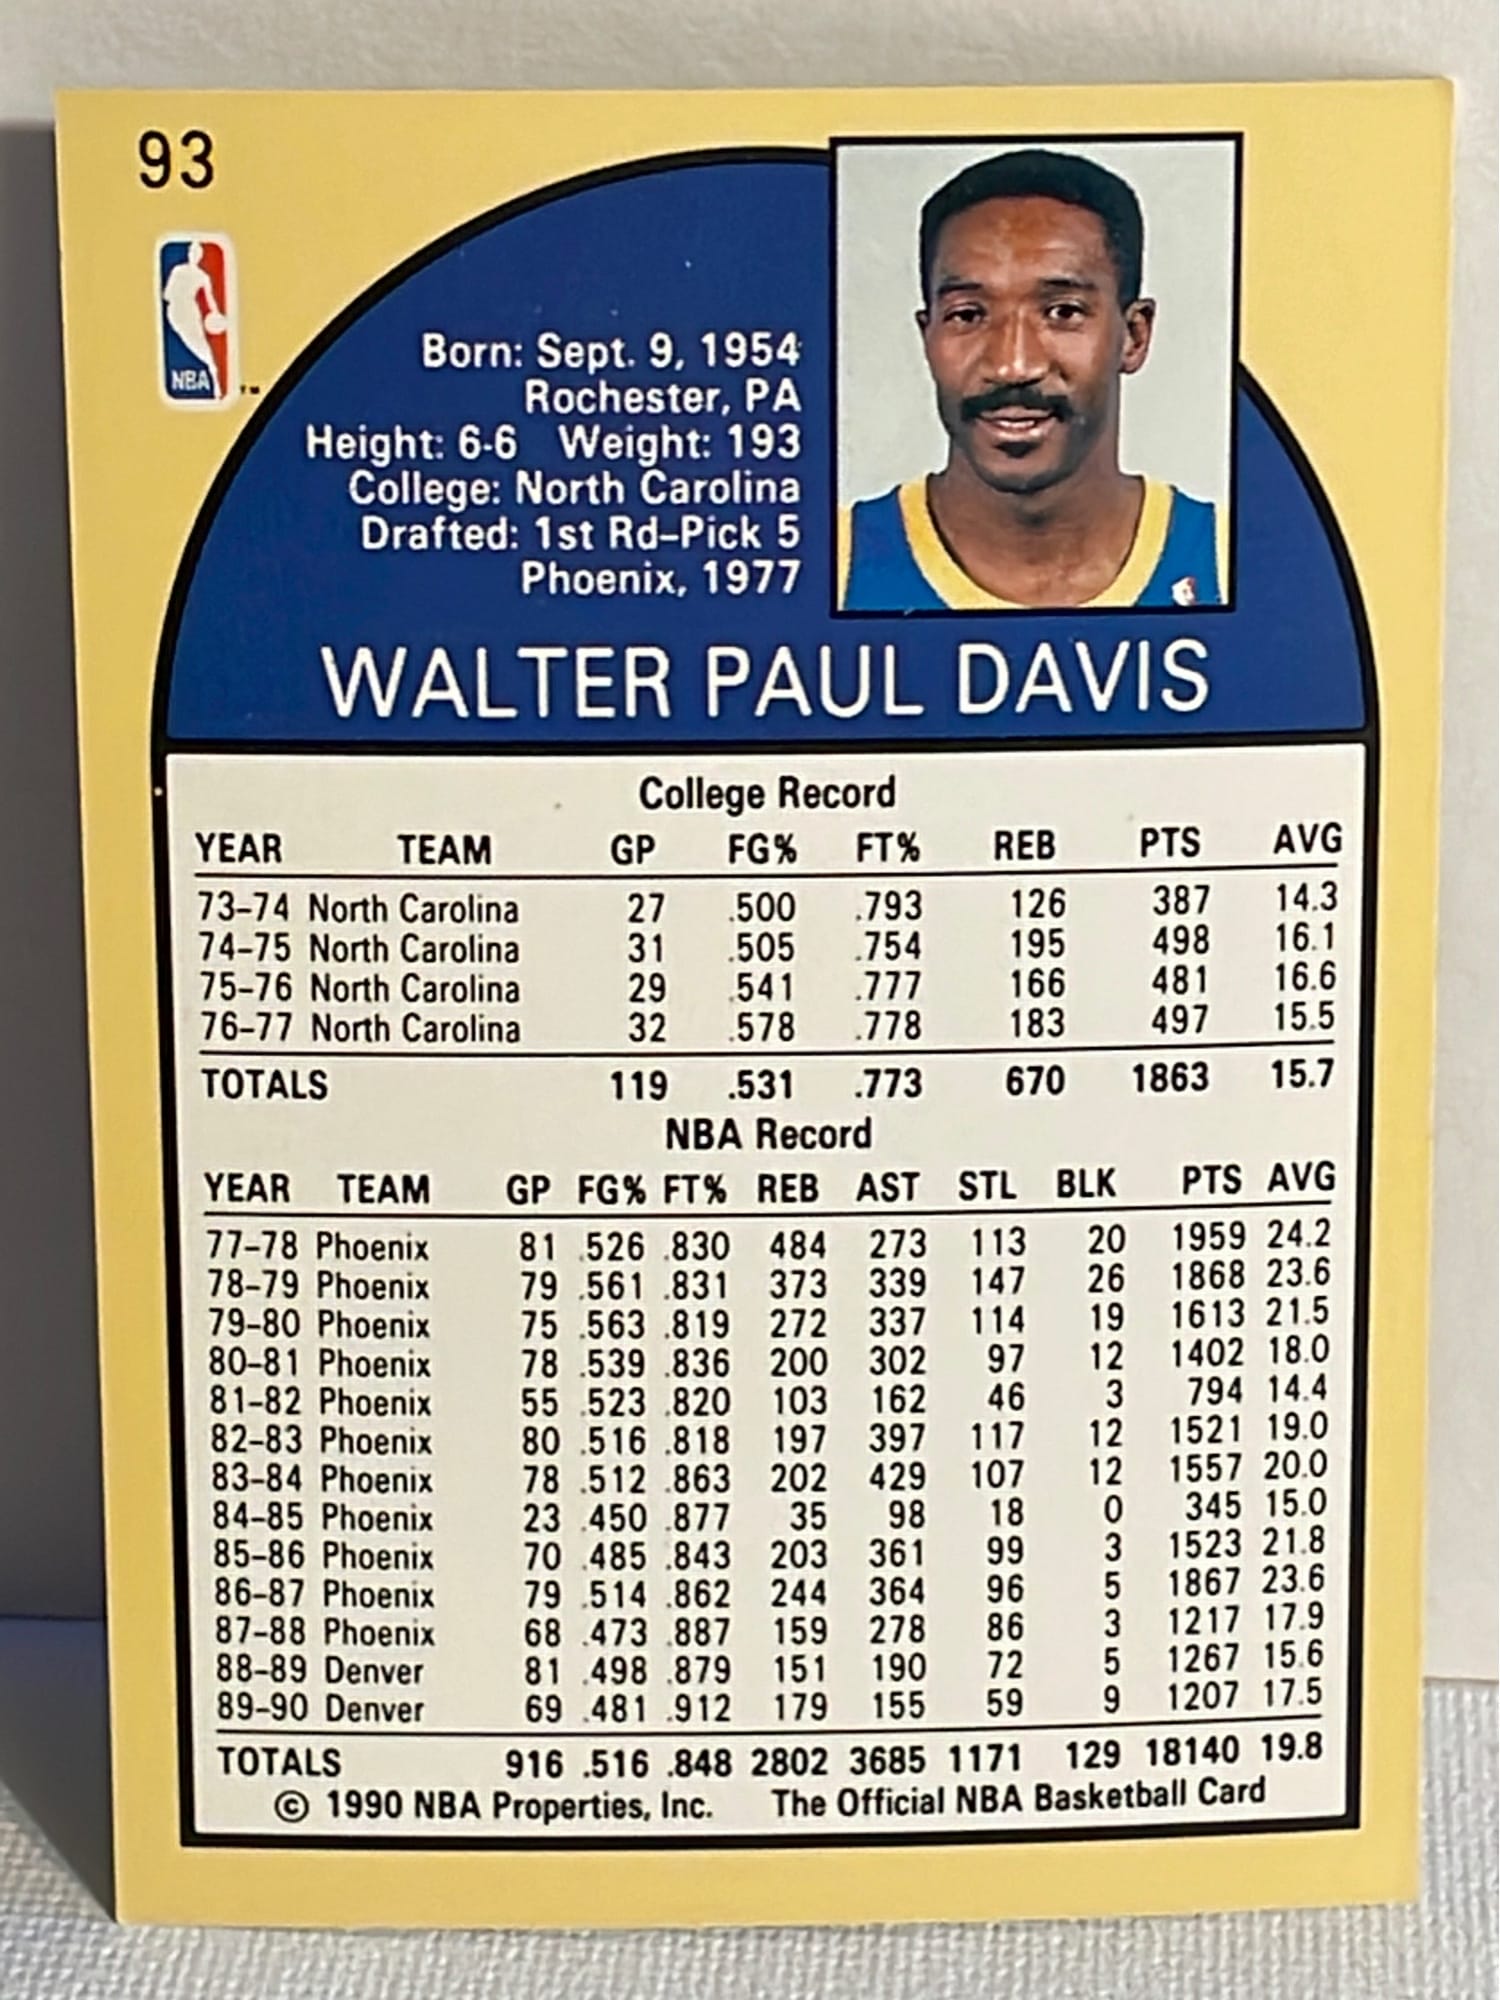 93
NBA
™
Born: Sept. 9, 1954
Rochester, PA
Height: 6-6 Weight: 193
College: North Carolina
Drafted: 1st Rd–Pick 5
Phoenix, 1977
WALTER PAUL DAVIS
College Record
YEAR TEAM GP FG% FT% REB PTS AVG
73–74 North Carolina 27 .500 .793 126 387 14.3
74–75 North Carolina 31 .505 .754 195 498 16.1
75–76 North Carolina 29 .541 .777 166 481 16.6
76–77 North Carolina 32 .578 .778 183 497 15.5
TOTALS 119 .531 .773 670 1863 15.7
NBA Record
YEAR TEAM GP FG% FT% REB AST STL BLK PTS AVG
77–78 Phoenix 81 .526 .830 484 273 113 20 1959 24.2
78–79 Phoenix 79 .561 .831 373 339 147 26 1868 23.6
79–80 Phoenix 75 .563 .819 272 337 114 19 1613 21.5
80–81 Phoenix 78 .539 .836 200 302 97 12 1402 18.0
81–82 Phoenix 55 .523 .820 103 162 46 3 794 14.4
82–83 Phoenix 80 .516 .818 197 397 117 12 1521 19.0
83–84 Phoenix 78 .512 .863 202 429 107 12 1557 20.0
84–85 Phoenix 23 .450 .877 35 98 18 0 345 15.0
85–86 Phoenix 70 .485 .843 203 361 99 3 1523 21.8
86–87 Phoenix 79 .514 .862 244 364 96 5 1867 23.6
87–88 Phoenix 68 .473 .887 159 278 86 3 1217 17.9
88–89 Denver 81 .498 .879 151 190 72 5 1267 15.6
89–90 Denver 69 .481 .912 179 155 59 9 1207 17.5
TOTALS 916 .516 .848 2802 3685 1171 129 18140 19.8
© 1990 NBA Properties, Inc. The Official NBA Basketball Card